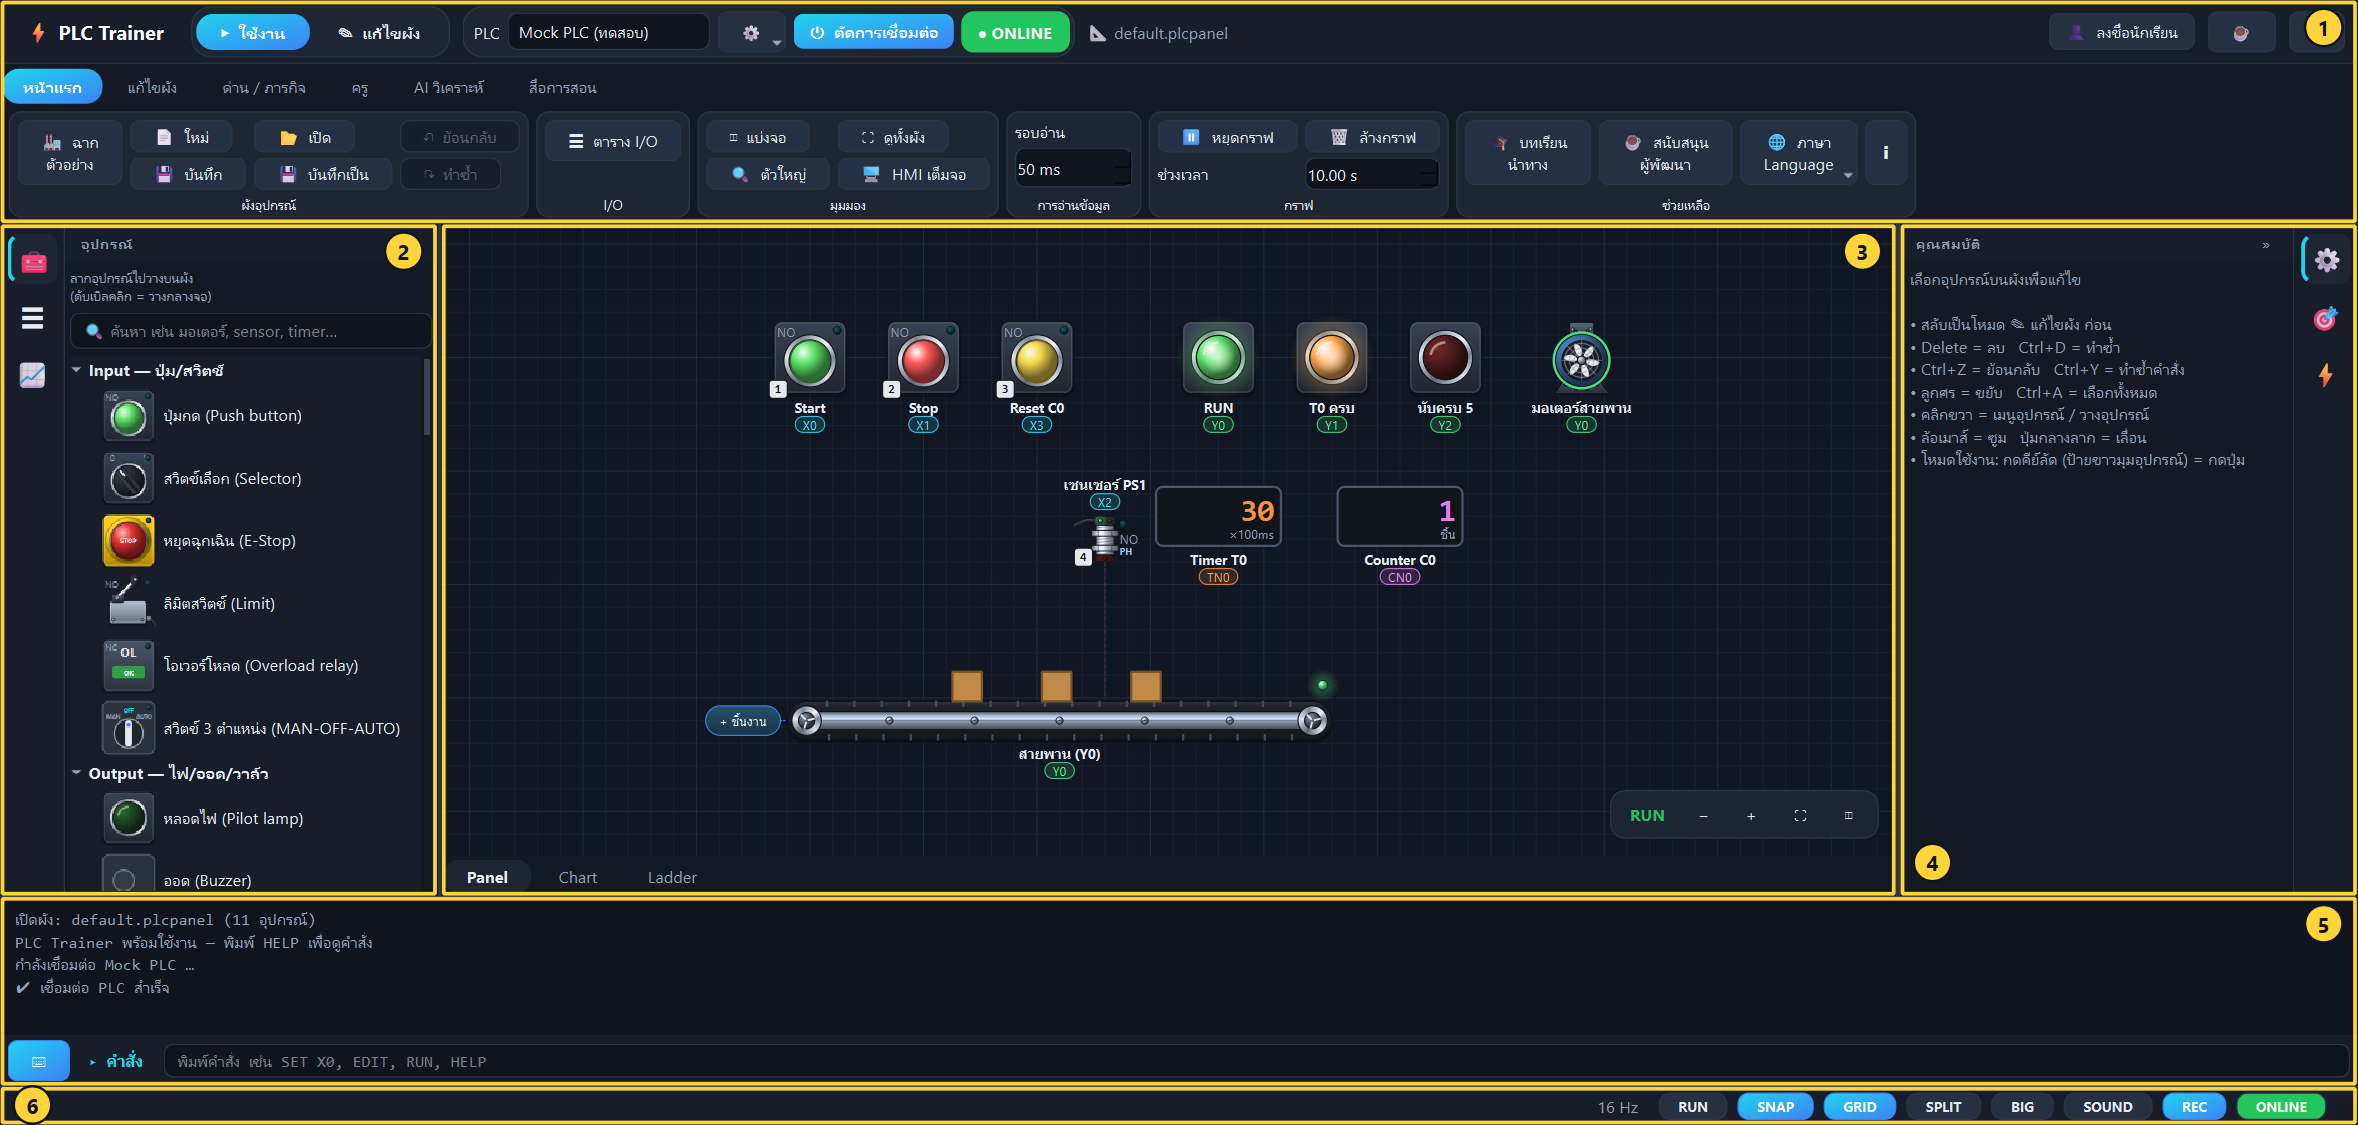 PLC Trainer
ใช้งาน
แก้ไขผัง
PLC
Mock PLC (ทดสอบ)
ตัดการเชื่อมต่อ
● ONLINE
default.plcpanel
ลงชื่อนักเรียน
1
หน้าแรก
แก้ไขผัง
ด่าน / ภารกิจ
ครู
AI วิเคราะห์
สื่อการสอน
ฉาก
ตัวอย่าง
ใหม่
เปิด
ย้อนกลับ
บันทึก
บันทึกเป็น
ทำซ้ำ
ผังอุปกรณ์
ตาราง I/O
I/O
แบ่งจอ
ดูทั้งผัง
ตัวใหญ่
HMI เต็มจอ
มุมมอง
รอบอ่าน
50 ms
การอ่านข้อมูล
หยุดกราฟ
ล้างกราฟ
ช่วงเวลา
10.00 s
กราฟ
บทเรียน
นำทาง
สนับสนุน
ผู้พัฒนา
ภาษา
Language
i
ช่วยเหลือ
อุปกรณ์
2
ลากอุปกรณ์ไปวางบนผัง
(ดับเบิลคลิก = วางกลางจอ)
ค้นหา เช่น มอเตอร์, sensor, timer...
Input — ปุ่ม/สวิตช์
NO
ปุ่มกด (Push button)
สวิตช์เลือก (Selector)
STOP
หยุดฉุกเฉิน (E-Stop)
NO
ลิมิตสวิตช์ (Limit)
NC
OL
โอเวอร์โหลด (Overload relay)
OFF
MAN
AUTO
สวิตช์ 3 ตำแหน่ง (MAN-OFF-AUTO)
Output — ไฟ/ออด/วาล์ว
หลอดไฟ (Pilot lamp)
ออด (Buzzer)
3
NO
1
Start
X0
NO
2
Stop
X1
NO
3
Reset C0
X3
RUN
Y0
T0 ครบ
Y1
นับครบ 5
Y2
มอเตอร์สายพาน
Y0
เซนเซอร์ PS1
X2
NO
PH
4
30
×100ms
Timer T0
TN0
1
ชิ้น
Counter C0
CN0
+ ชิ้นงาน
สายพาน (Y0)
Y0
RUN
−
+
Panel
Chart
Ladder
คุณสมบัติ
»
เลือกอุปกรณ์บนผังเพื่อแก้ไข
• สลับเป็นโหมด ✎ แก้ไขผัง ก่อน
• Delete = ลบ Ctrl+D = ทำซ้ำ
• Ctrl+Z = ย้อนกลับ Ctrl+Y = ทำซ้ำคำสั่ง
• ลูกศร = ขยับ Ctrl+A = เลือกทั้งหมด
• คลิกขวา = เมนูอุปกรณ์ / วางอุปกรณ์
• ล้อเมาส์ = ซูม ปุ่มกลางลาก = เลื่อน
• โหมดใช้งาน: กดคีย์ลัด (ป้ายขาวมุมอุปกรณ์) = กดปุ่ม
4
เปิดผัง: default.plcpanel (11 อุปกรณ์)
PLC Trainer พร้อมใช้งาน — พิมพ์ HELP เพื่อดูคำสั่ง
กำลังเชื่อมต่อ Mock PLC …
✔ เชื่อมต่อ PLC สำเร็จ
5
▸ คำสั่ง
พิมพ์คำสั่ง เช่น SET X0, EDIT, RUN, HELP
6
16 Hz
RUN
SNAP
GRID
SPLIT
BIG
SOUND
REC
ONLINE